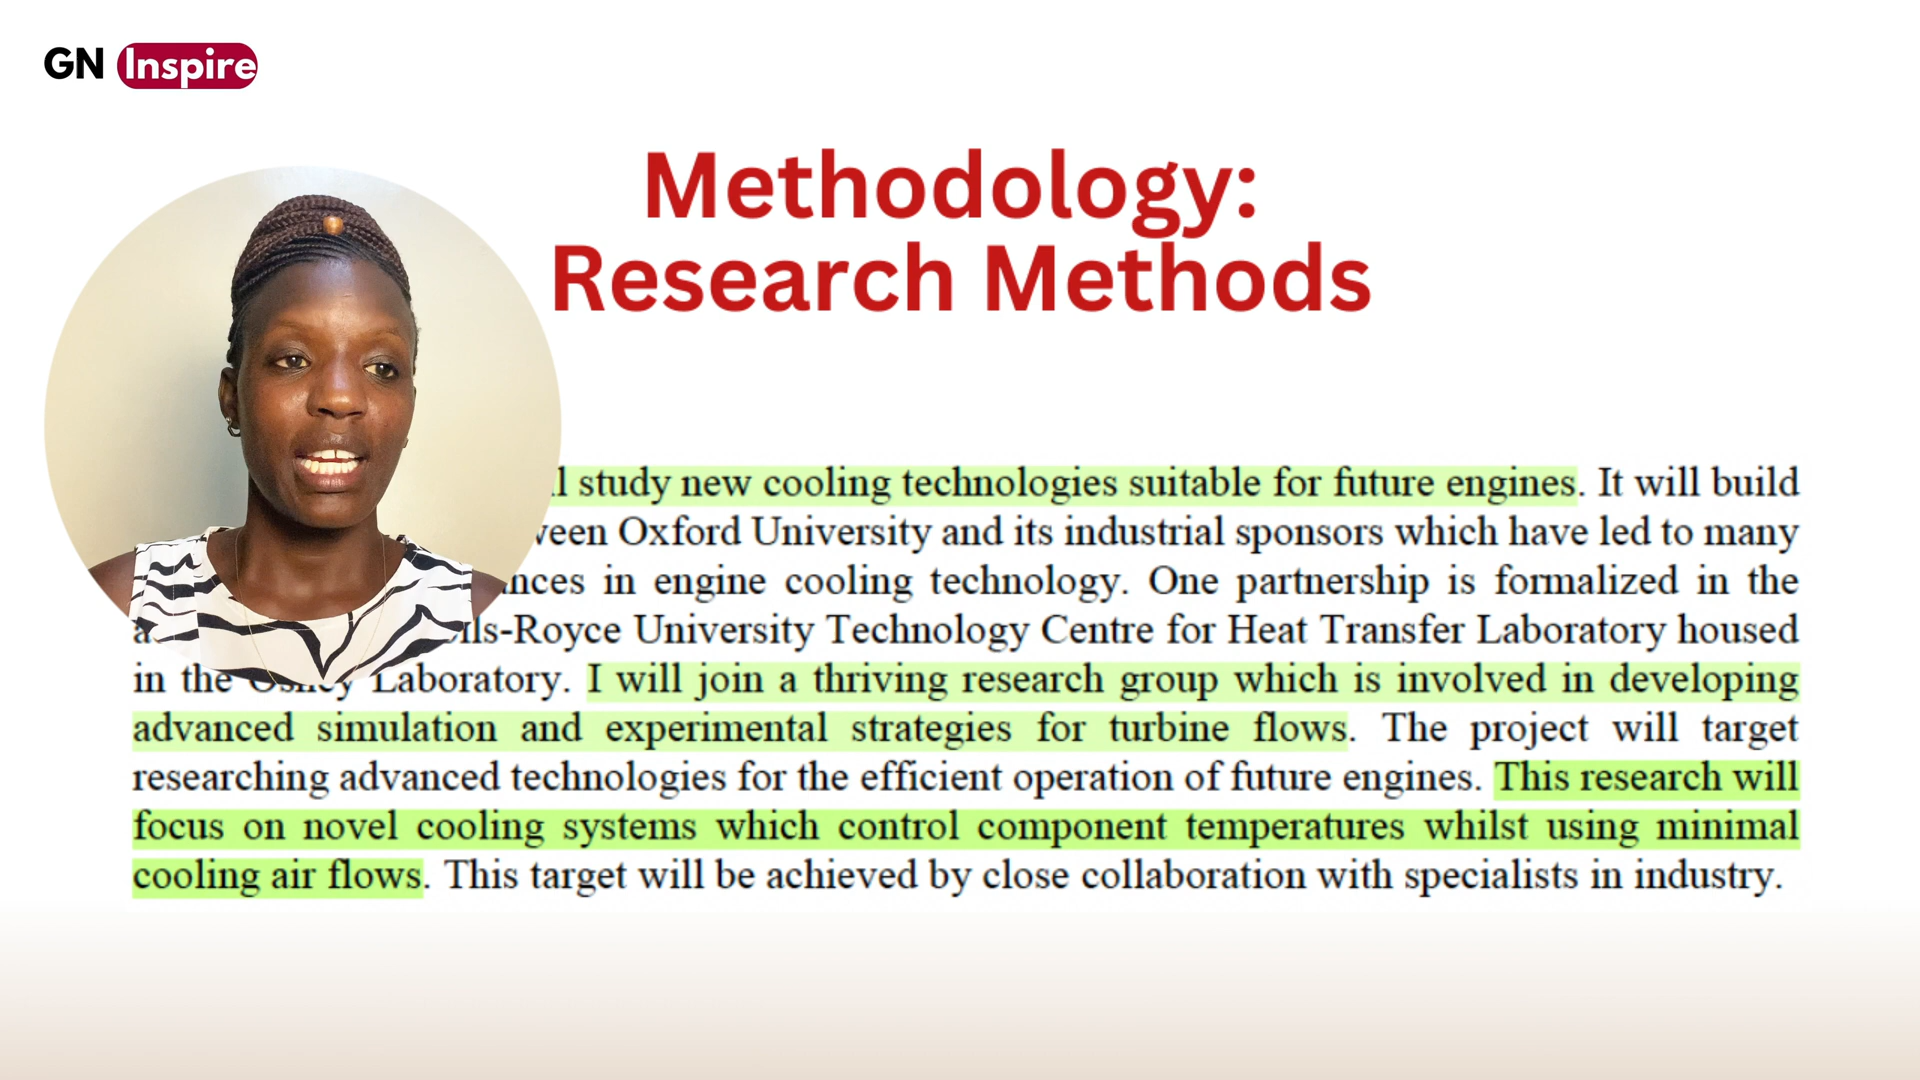 GN Inspire
Methodology:
Research Methods
study new cooling technologies suitable for future engines. It will build
Oxford University and its industrial sponsors which have led to many
in engine cooling technology. One partnership is formalized in the
University Technology Centre for Heat Transfer Laboratory housed
in the Laboratory. I will join a thriving research group which is involved in developing
advanced simulation and experimental strategies for turbine flows. The project will target
researching advanced technologies for the efficient operation of future engines. This research will
focus on novel cooling systems which control component temperatures whilst using minimal
cooling air flows. This target will be achieved by close collaboration with specialists in industry.